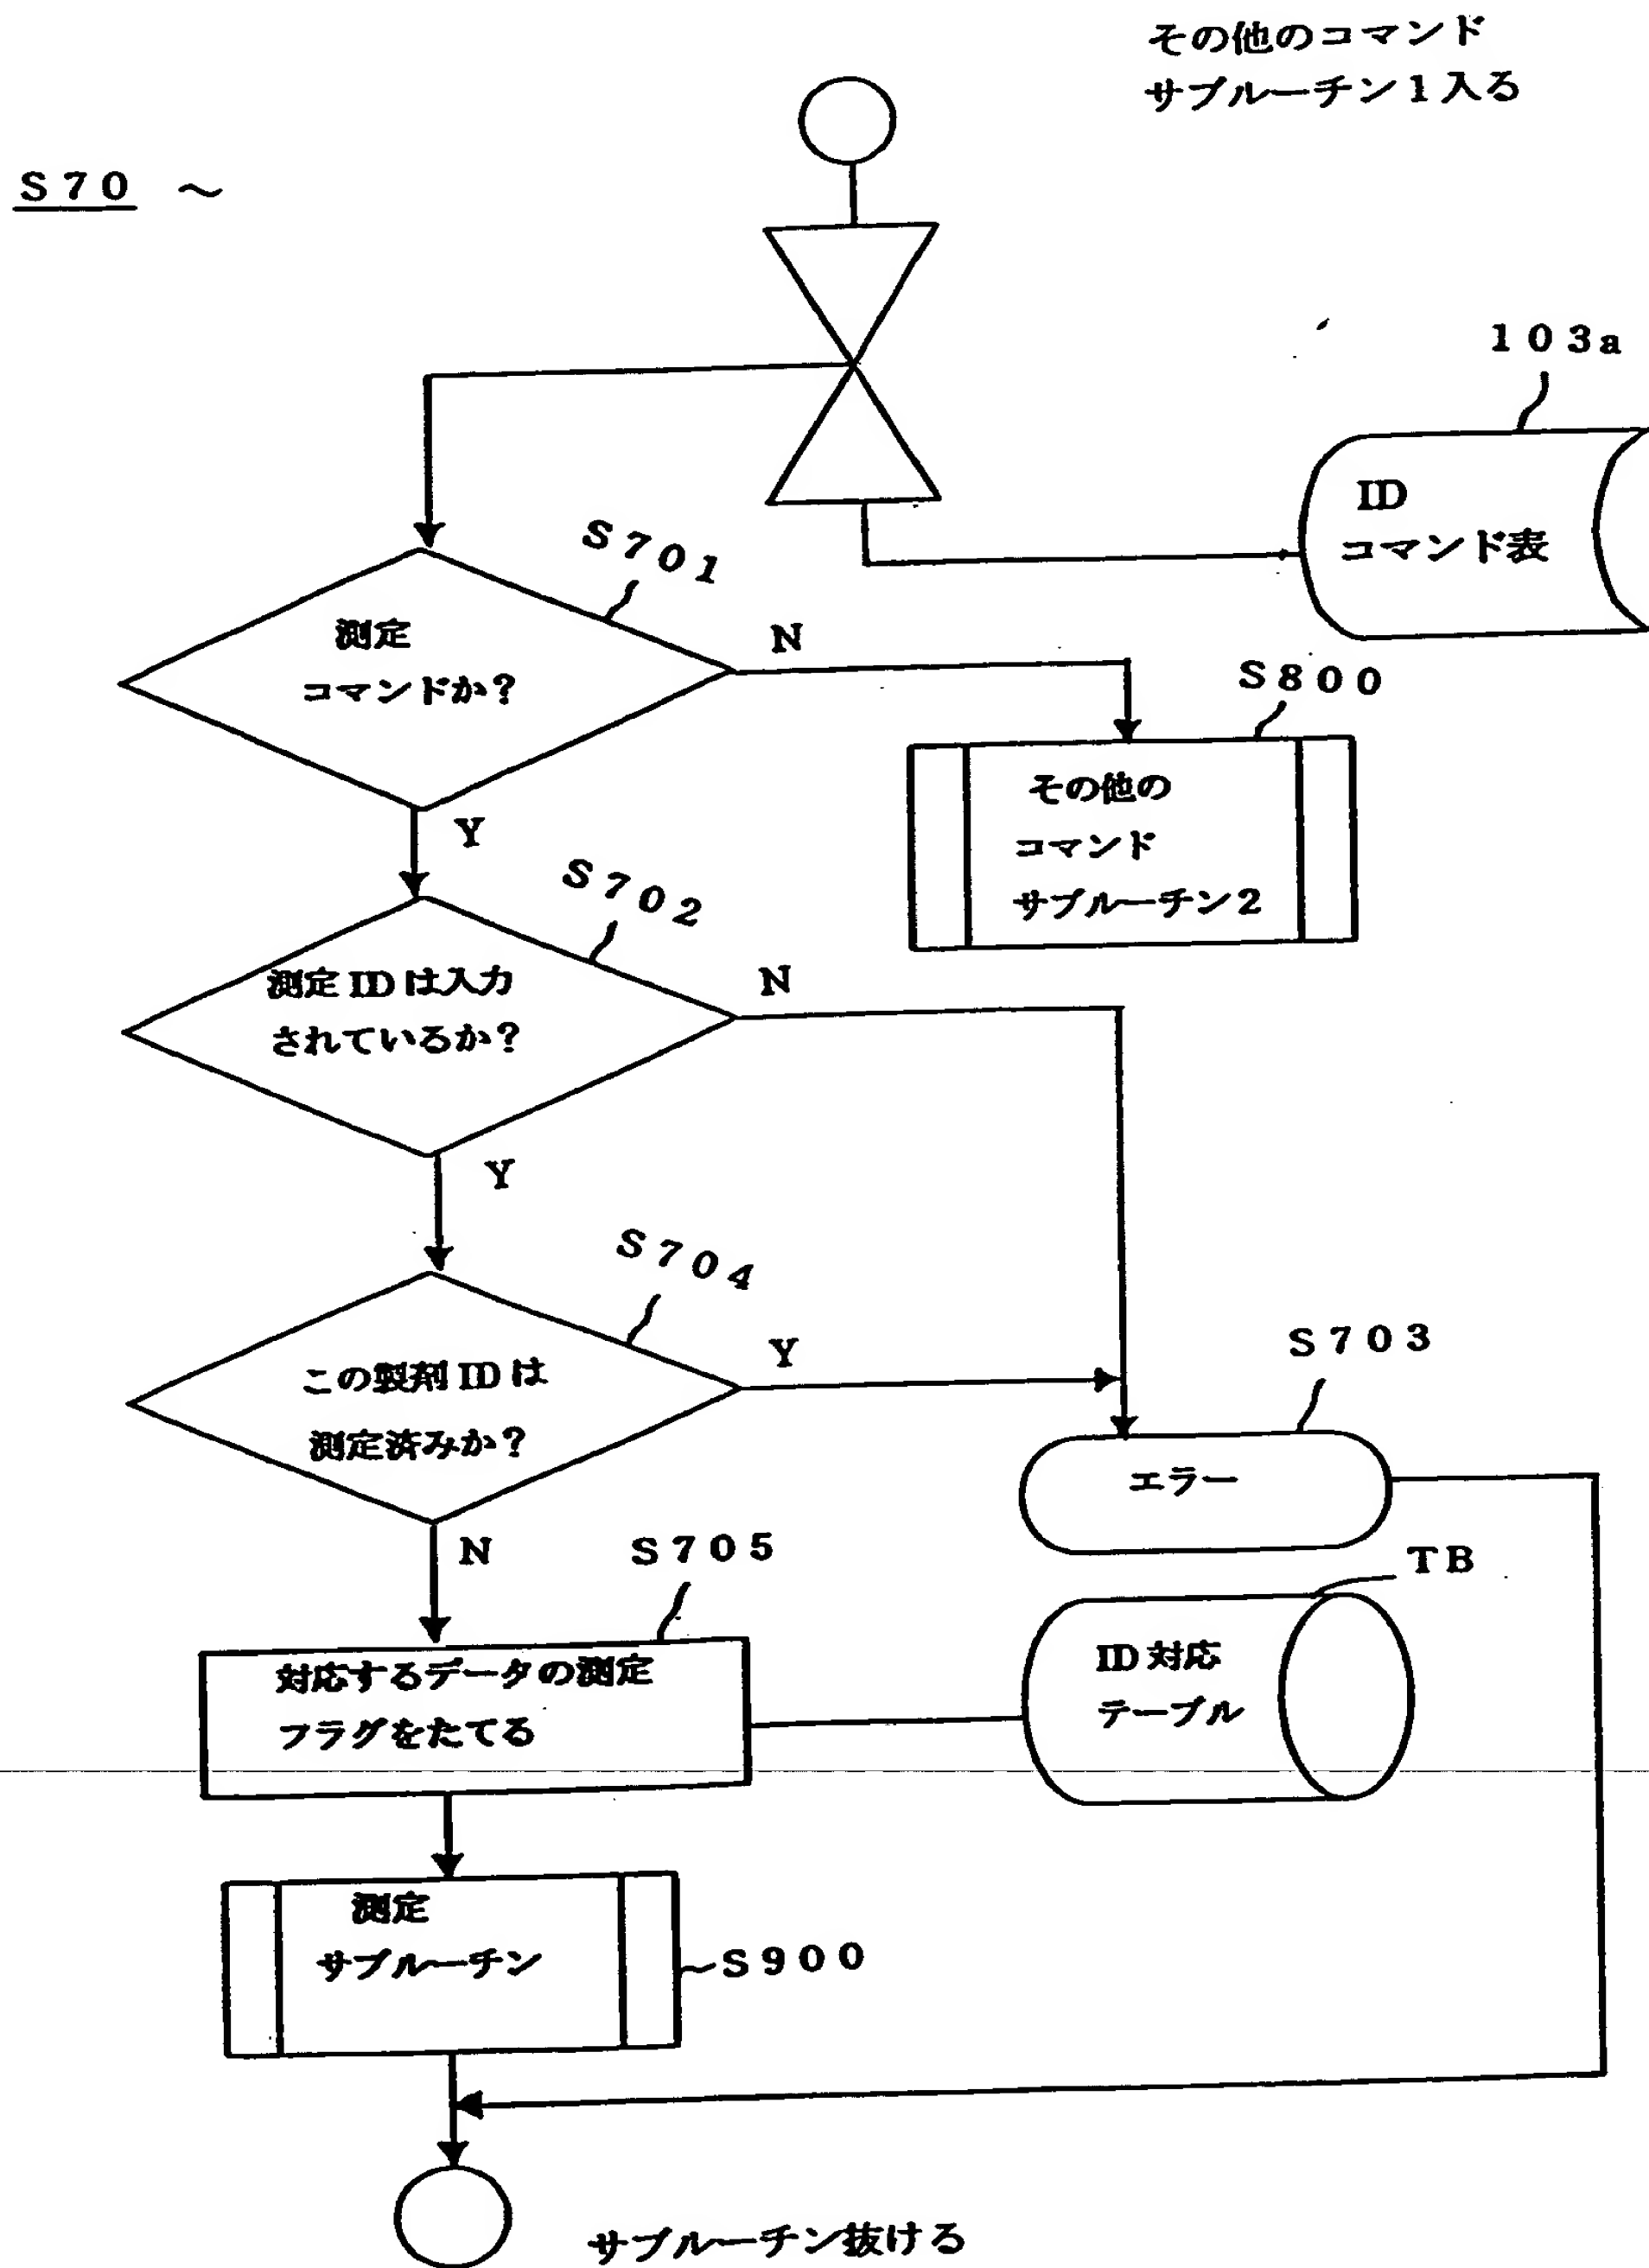 その他のコマンド
サブルーチン１入る
Ｓ７０　～
１０３a
ID
コマンド表
Ｓ７０１
測定
コマンドか？
N
Ｓ８００
その他の
コマンド
サブルーチン２
Y
Ｓ７０２
測定 ID は入力
されているか？
N
Y
Ｓ７０４
この製剤 ID は
測定済みか？
Y
Ｓ７０３
エラー
N
Ｓ７０５
対応するデータの測定
フラグをたてる
ＴＢ
ID 対応
テーブル
測定
サブルーチン
Ｓ９００
サブルーチン抜ける